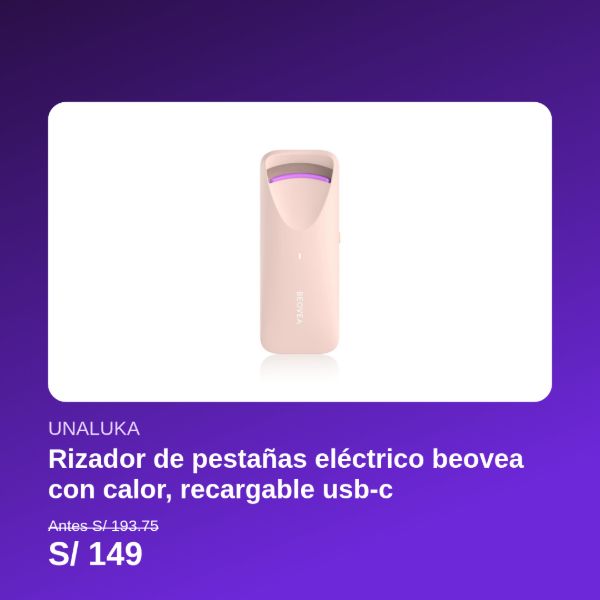 BEOVEA
UNALUKA
Rizador de pestañas eléctrico beovea
con calor, recargable usb-c
Antes S/ 193.75
S/ 149